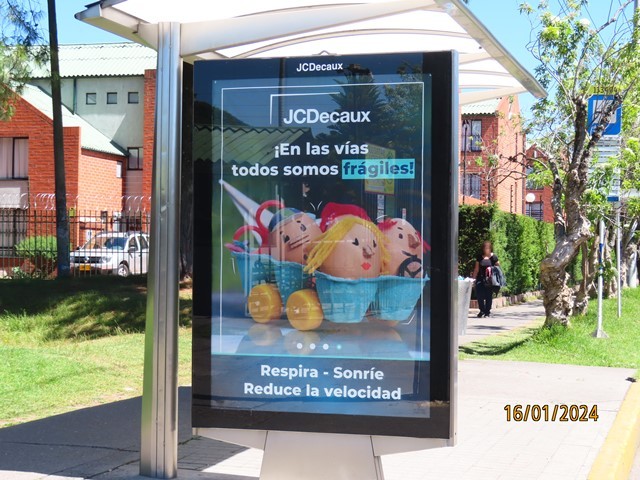 JCDecaux
JCDecaux
¡En las vías
todos somos frágiles!
Respira - Sonríe
Reduce la velocidad
16/01/2024